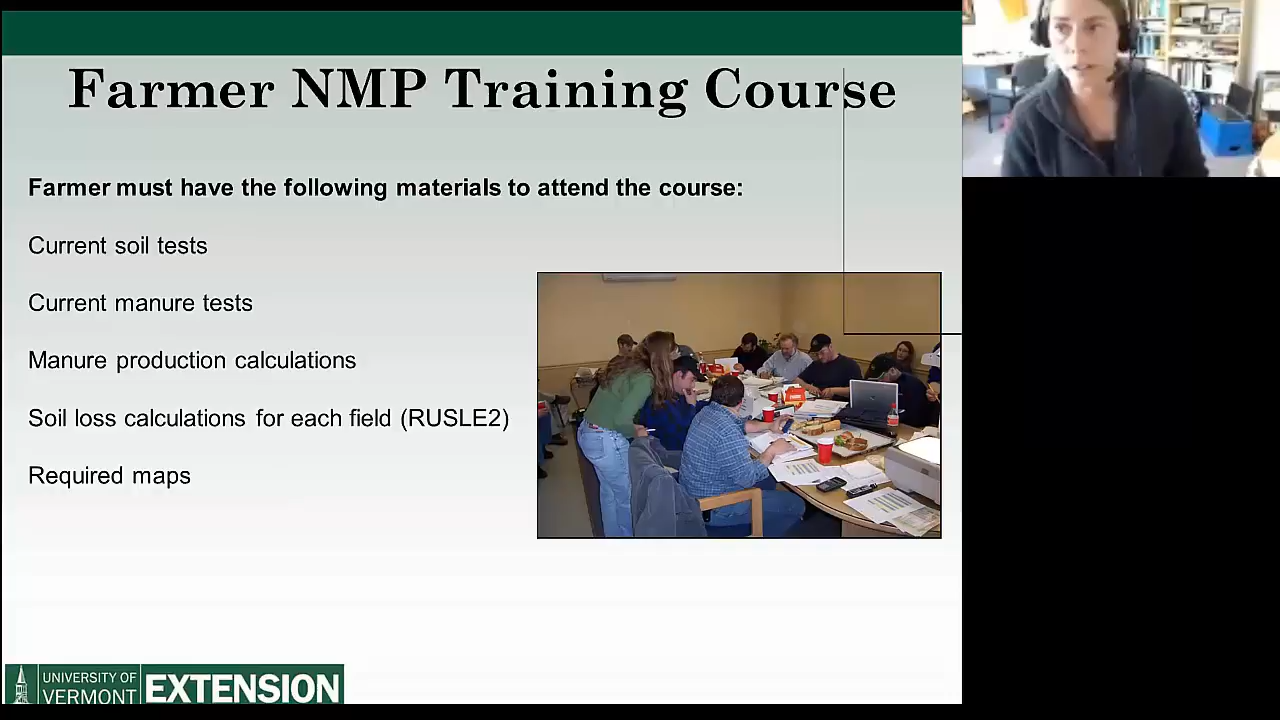 Farmer NMP Training Course
Farmer must have the following materials to attend the course:
Current soil tests
Current manure tests
Manure production calculations
Soil loss calculations for each field (RUSLE2)
Required maps
UNIVERSITY OF
VERMONT
EXTENSION